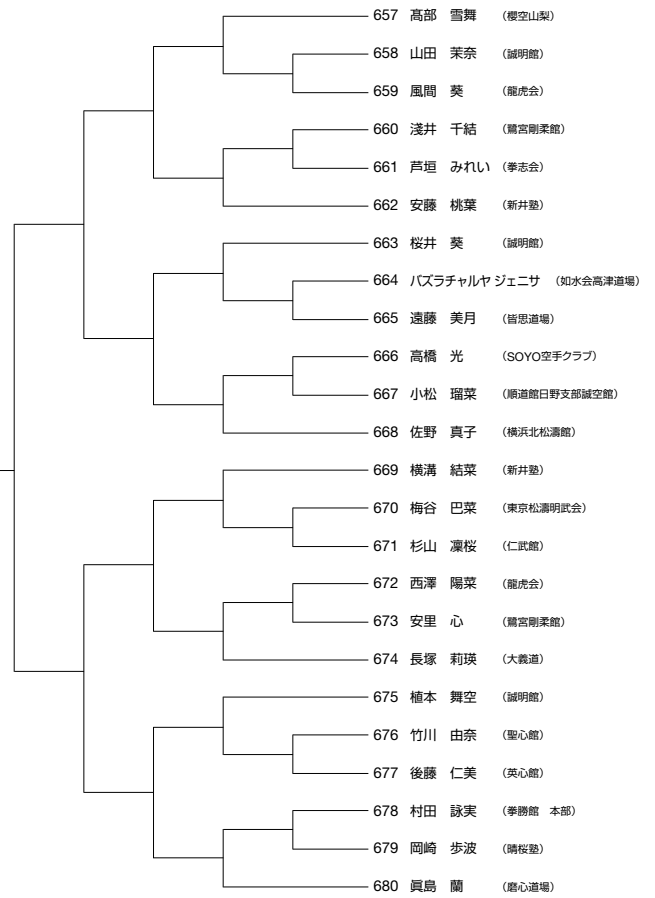 657 髙部　雪舞　（櫻空山梨）
658 山田　茉奈　（誠明館）
659 風間　葵　（龍虎会）
660 淺井　千結　（鷺宮剛柔館）
661 芦垣　みれい　（拳志会）
662 安藤　桃葉　（新井塾）
663 桜井　葵　（誠明館）
664 バズラチャルヤ ジェニサ　（如水会高津道場）
665 遠藤　美月　（皆思道場）
666 高橋　光　（SOYO空手クラブ）
667 小松　瑠菜　（順道館日野支部誠空館）
668 佐野　真子　（横浜北松濤館）
669 横溝　結菜　（新井塾）
670 梅谷　巴菜　（東京松濤明武会）
671 杉山　凜桜　（仁武館）
672 西澤　陽菜　（龍虎会）
673 安里　心　（鷺宮剛柔館）
674 長塚　莉瑛　（大義道）
675 植本　舞空　（誠明館）
676 竹川　由奈　（聖心館）
677 後藤　仁美　（英心館）
678 村田　詠実　（拳勝館　本部）
679 岡崎　歩波　（晴桜塾）
680 眞島　蘭　（磨心道場）